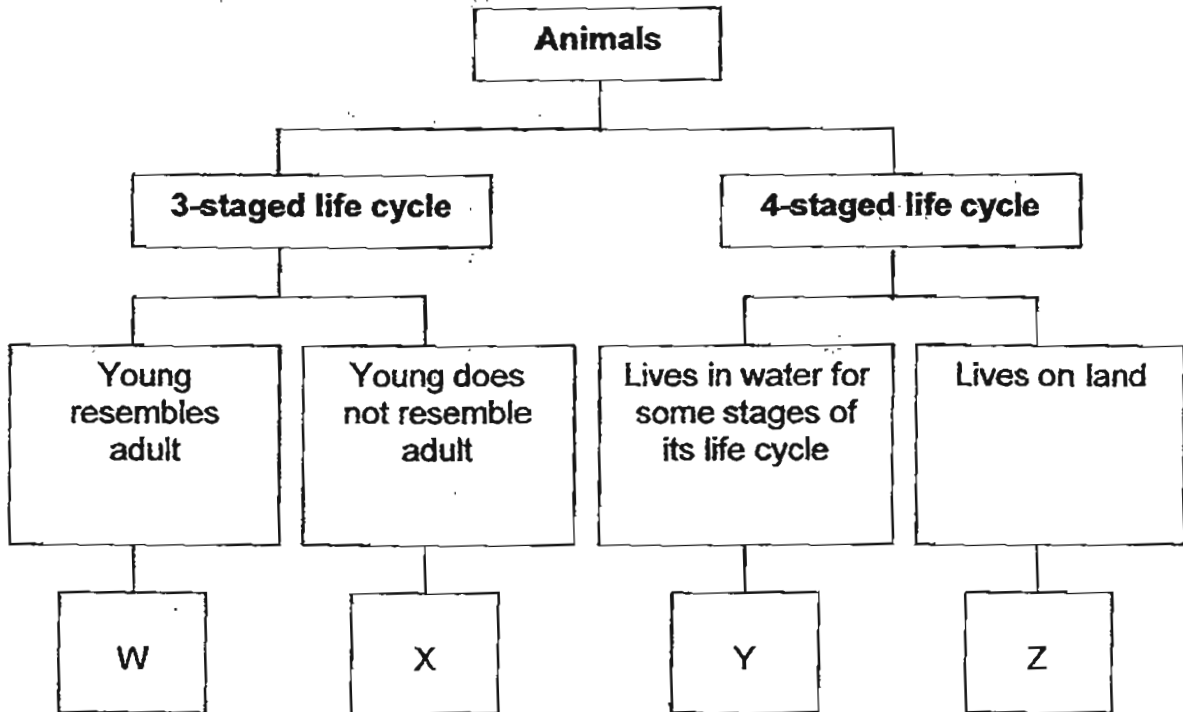 Animals
3-staged life cycle
4-staged life cycle
Young
resembles
adult
Young does
not resemble
adult
Lives in water for
some stages of
its life cycle
Lives on land
W
X
Y
Z